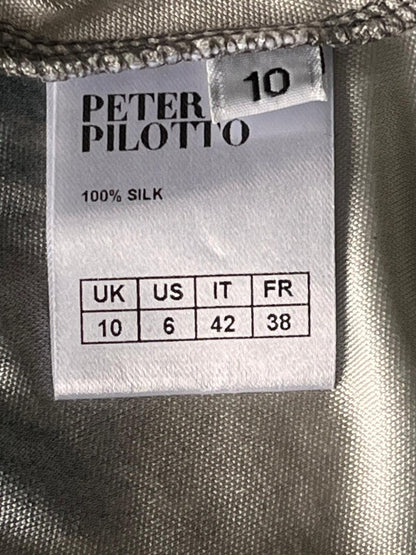 10
PETER
PILOTTO
100% SILK
UK US IT FR
10 6 42 38